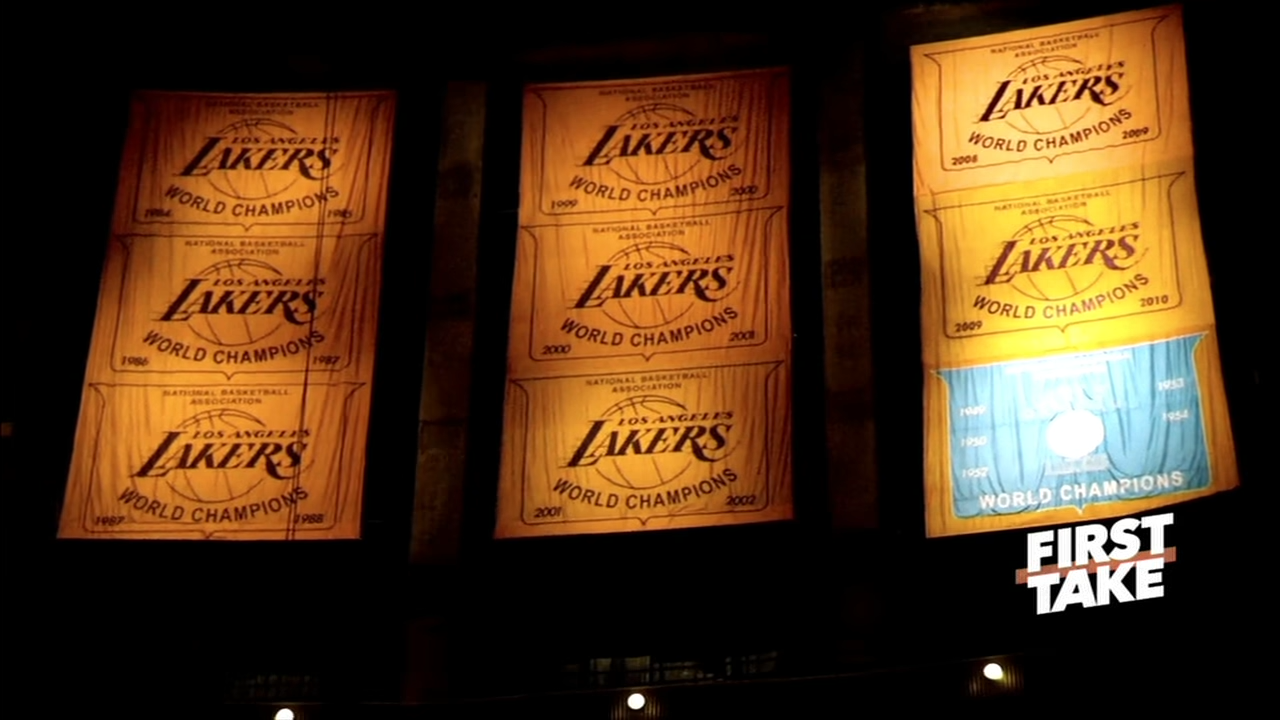 NATIONAL BASKETBALL
ASSOCIATION
LOS ANGELES
LAKERS
WORLD CHAMPIONS
1984 1985
NATIONAL BASKETBALL
ASSOCIATION
LOS ANGELES
LAKERS
WORLD CHAMPIONS
1986 1987
NATIONAL BASKETBALL
ASSOCIATION
LOS ANGELES
LAKERS
WORLD CHAMPIONS
1987 1988
NATIONAL BASKETBALL
ASSOCIATION
LOS ANGELES
LAKERS
WORLD CHAMPIONS
1999 2000
NATIONAL BASKETBALL
ASSOCIATION
LOS ANGELES
LAKERS
WORLD CHAMPIONS
2000 2001
NATIONAL BASKETBALL
ASSOCIATION
LOS ANGELES
LAKERS
WORLD CHAMPIONS
2001 2002
NATIONAL BASKETBALL
ASSOCIATION
LOS ANGELES
LAKERS
WORLD CHAMPIONS
2008 2009
NATIONAL BASKETBALL
ASSOCIATION
LOS ANGELES
LAKERS
WORLD CHAMPIONS
2009 2010
1949 1953
1950 1954
1952
WORLD CHAMPIONS
FIRST
TAKE